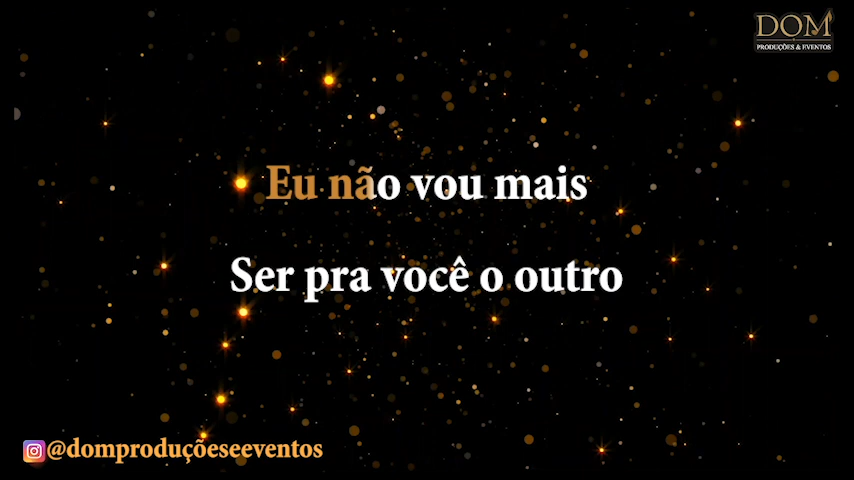 DOM
PRODUÇÕES & EVENTOS
Eu não vou mais
Ser pra você o outro
@domproduçõeseeventos